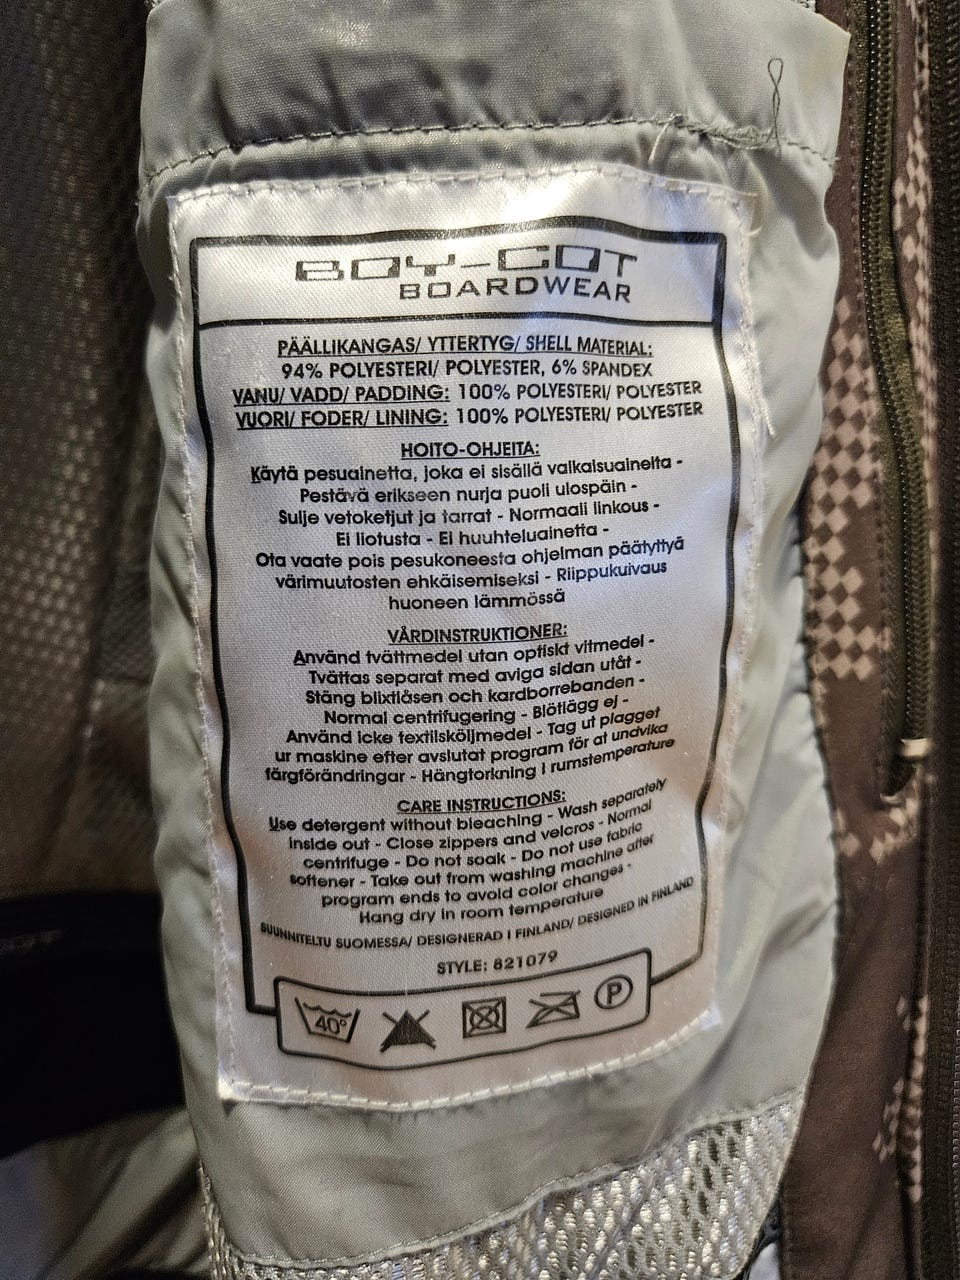 BOY-COT
BOARDWEAR
PÄÄLLIKANGAS/ YTTERTYG/ SHELL MATERIAL:
94% POLYESTERI/ POLYESTER, 6% SPANDEX
VANU/ VADD/ PADDING: 100% POLYESTERI/ POLYESTER
VUORI/ FODER/ LINING: 100% POLYESTERI/ POLYESTER
HOITO-OHJEITA:
Käytä pesuainetta, joka ei sisällä valkaisuainetta -
Pestävä erikseen nurja puoli ulospäin -
Sulje vetoketjut ja tarrat - Normaali linkous -
Ei liotusta - Ei huuhteluainetta -
Ota vaate pois pesukoneesta ohjelman päätyttyä
värimuutosten ehkäisemiseksi - Riippukuivaus
huoneen lämmössä
VÅRDINSTRUKTIONER:
Använd tvättmedel utan optiskt vitmedel -
Tvättas separat med aviga sidan utåt -
Stäng blixtlåsen och kardborrebanden -
Normal centrifugering - Blötlägg ej -
Använd icke textilsköljmedel - Tag ut plagget
ur maskine efter avslutat program för at undvika
färgförändringar - Hängtorkning i rumstemperature
CARE INSTRUCTIONS:
Use detergent without bleaching - Wash separately
inside out - Close zippers and velcros - Normal
centrifuge - Do not soak - Do not use fabric
softener - Take out from washing machine after
program ends to avoid color changes -
Hang dry in room temperature
SUUNNITELTU SUOMESSA/ DESIGNERAD I FINLAND/ DESIGNED IN FINLAND
STYLE: 821079
40° P